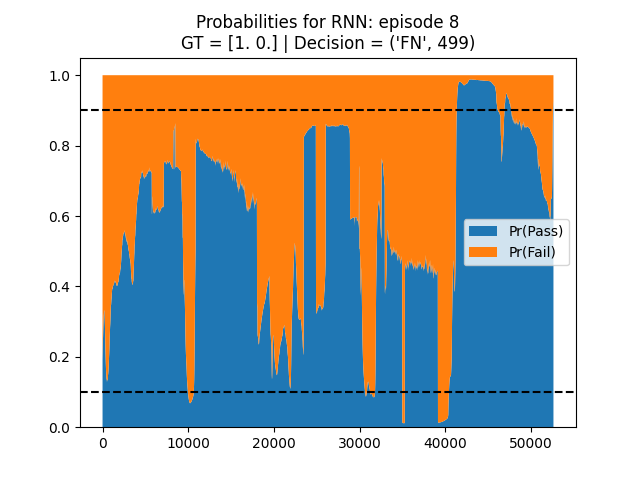 Probabilities for RNN: episode 8
GT = [1. 0.] | Decision = ('FN', 499)
1.0
0.8
0.6
0.4
0.2
0.0
Pr(Pass)
Pr(Fail)
0 10000 20000 30000 40000 50000